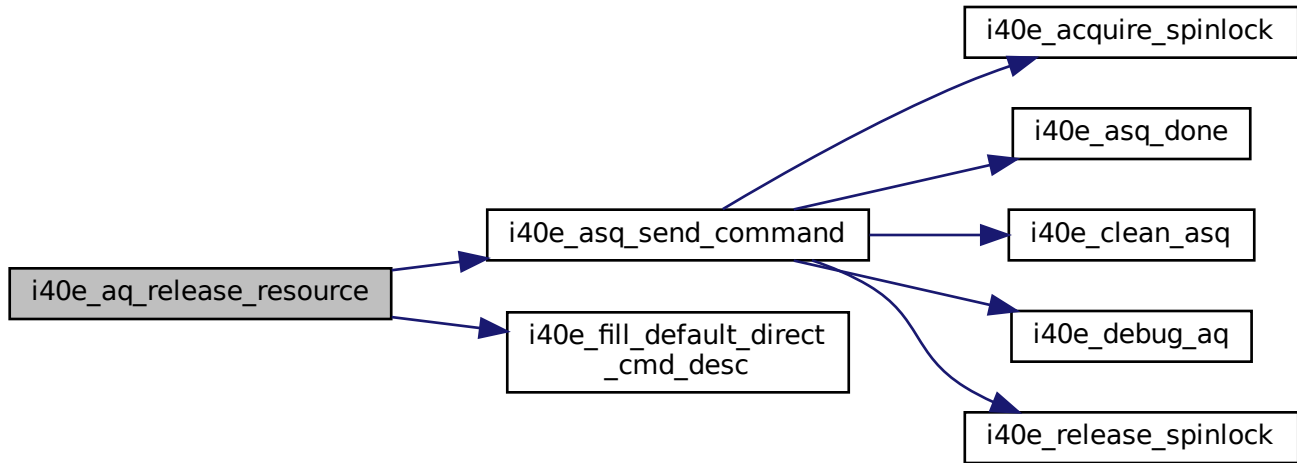 i40e_acquire_spinlock
i40e_asq_done
i40e_asq_send_command
i40e_clean_asq
i40e_aq_release_resource
i40e_fill_default_direct
_cmd_desc
i40e_debug_aq
i40e_release_spinlock